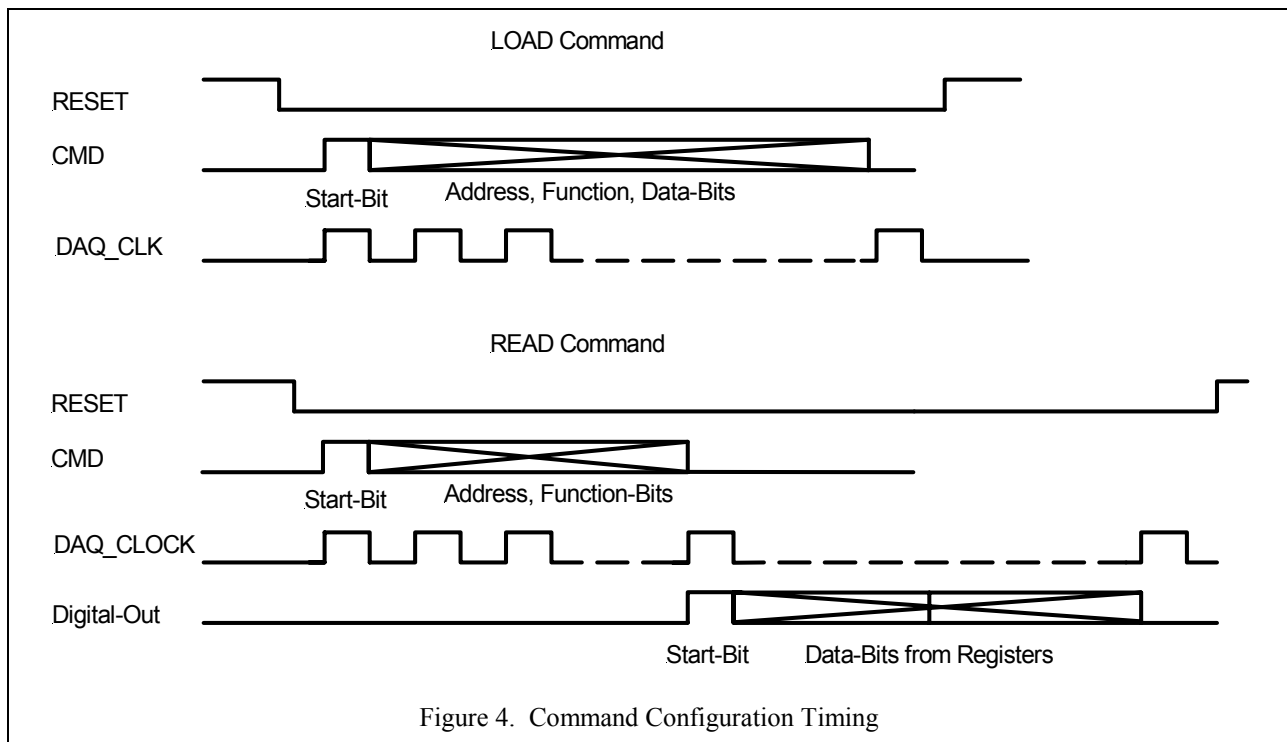 LOAD Command
RESET
CMD
Start-Bit Address, Function, Data-Bits
DAQ_CLK
READ Command
RESET
CMD
Start-Bit Address, Function-Bits
DAQ_CLOCK
Digital-Out
Start-Bit Data-Bits from Registers
Figure 4. Command Configuration Timing